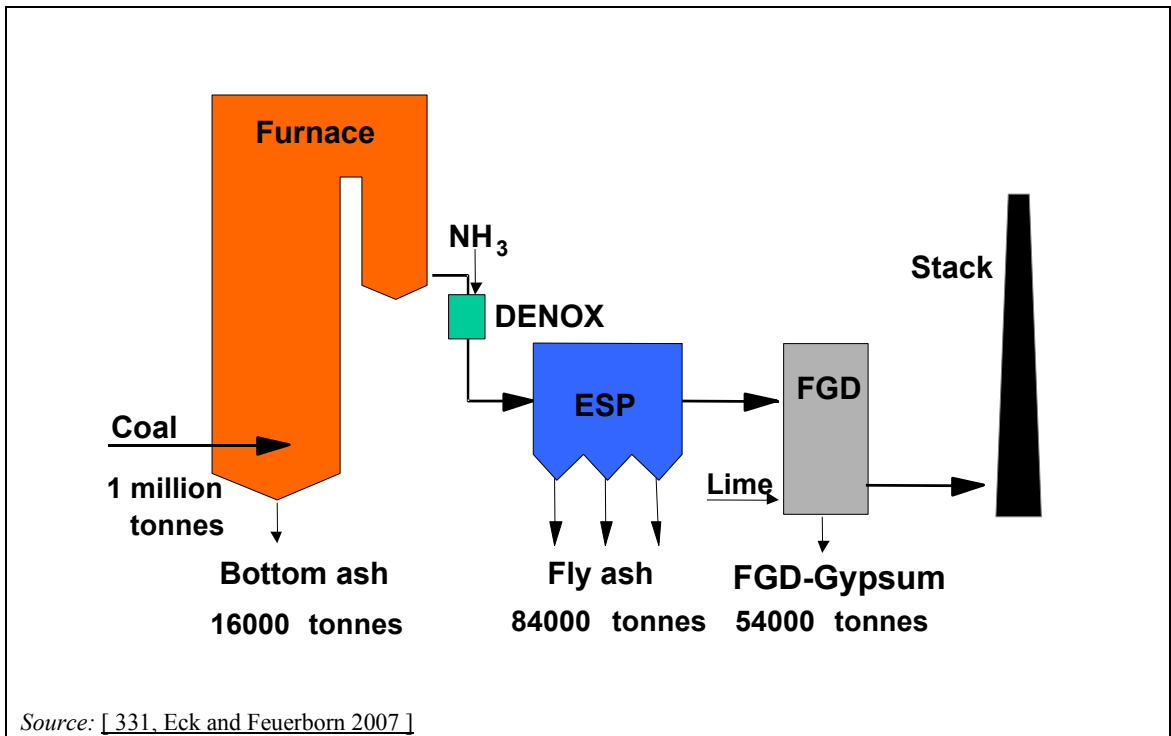 Furnace
NH3
Stack
DENOX
ESP
FGD
Coal
1 million
tonnes
Lime
Bottom ash
16000 tonnes
Fly ash
84000 tonnes
FGD-Gypsum
54000 tonnes
Source: [ 331, Eck and Feuerborn 2007 ]